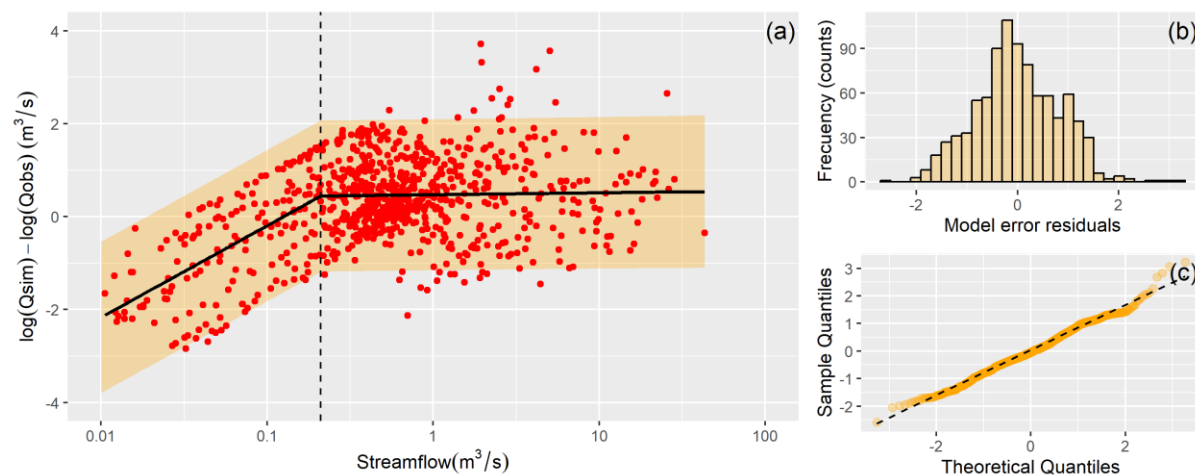 (a)
log(Qsim) − log(Qobs) (m³/s)
4
2
0
-2
-4
0.01 0.1 1 10 100
Streamflow(m³/s)
(b)
Frecuency (counts)
90
60
30
0
-2 0 2
Model error residuals
(c)
Sample Quantiles
3
2
1
0
-1
-2
-2 0 2
Theoretical Quantiles